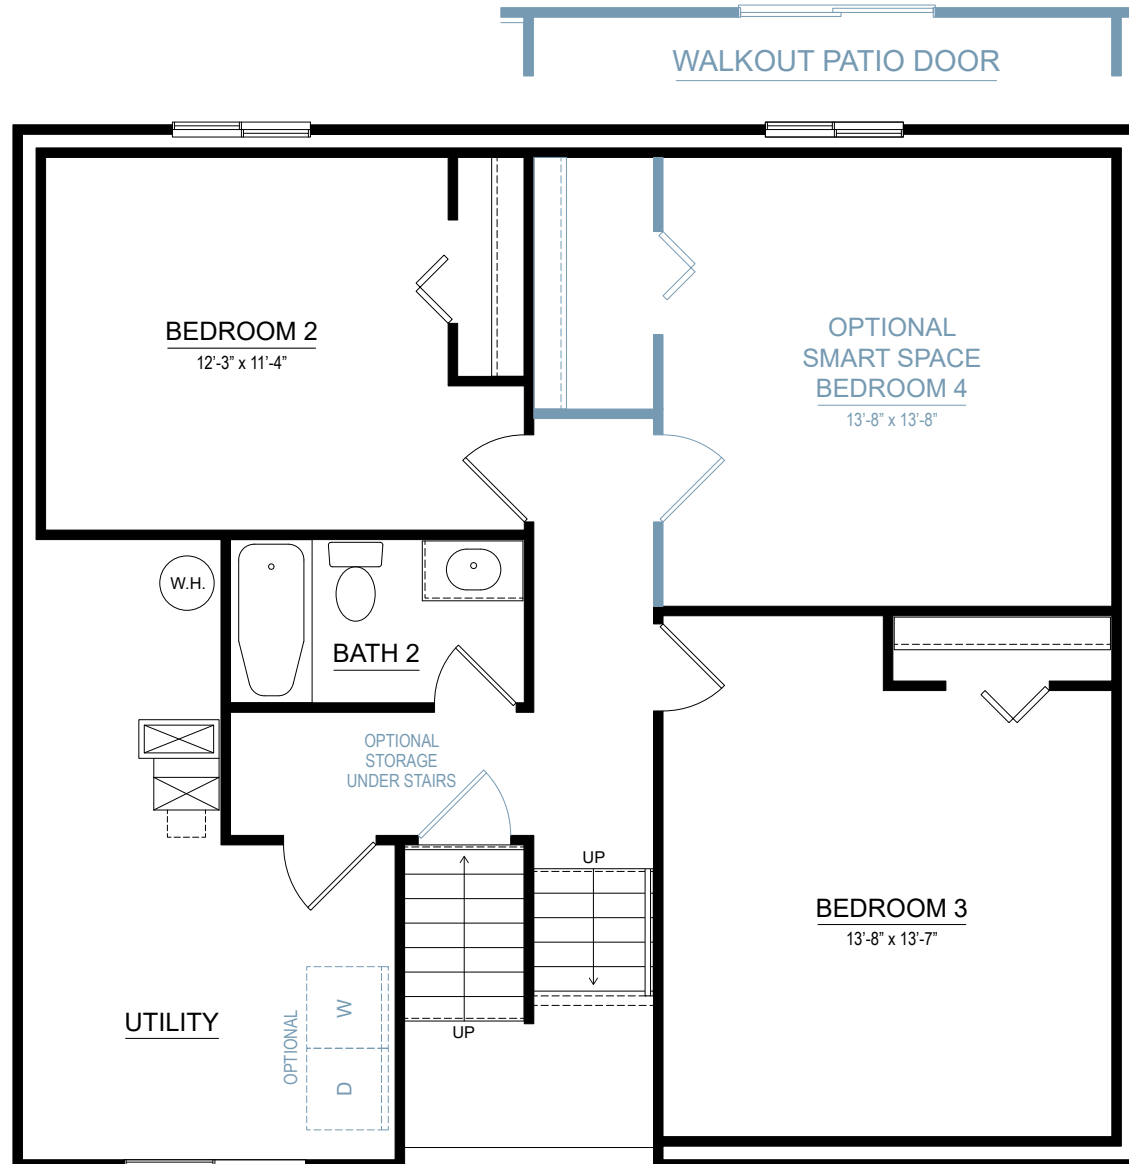 WALKOUT PATIO DOOR
BEDROOM 2
12'-3” x 11'-4”
OPTIONAL
SMART SPACE
BEDROOM 4
13'-8” x 13'-8”
W.H.
BATH 2
OPTIONAL
STORAGE
UNDER STAIRS
UP
BEDROOM 3
13'-8” x 13'-7”
UTILITY
OPTIONAL
W
D
UP